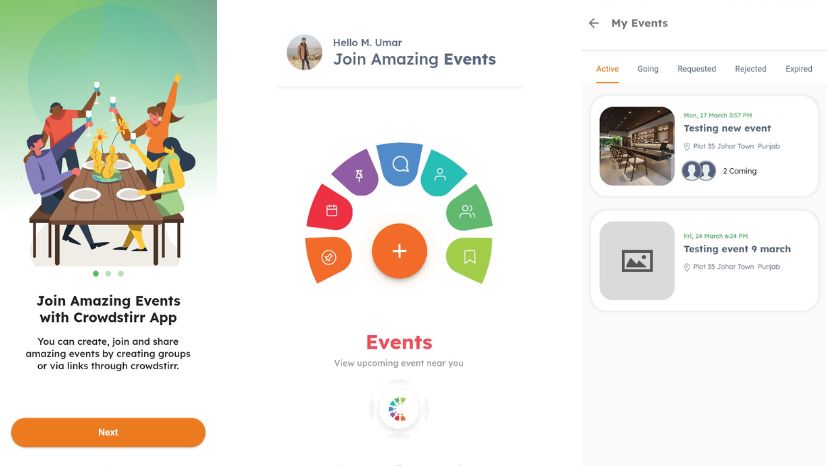 Join Amazing Events
with Crowdstirr App
You can create, join and share
amazing events by creating groups
or via links through crowdstirr.
Next
Hello M. Umar
Join Amazing Events
Events
View upcoming event near you
My Events
Active Going Requested Rejected Expired
Mon, 27 March 3:57 PM
Testing new event
Plot 35 Johar Town Punjab
2 Coming
Fri, 24 March 6:24 PM
Testing event 9 march
Plot 35 Johar Town Punjab